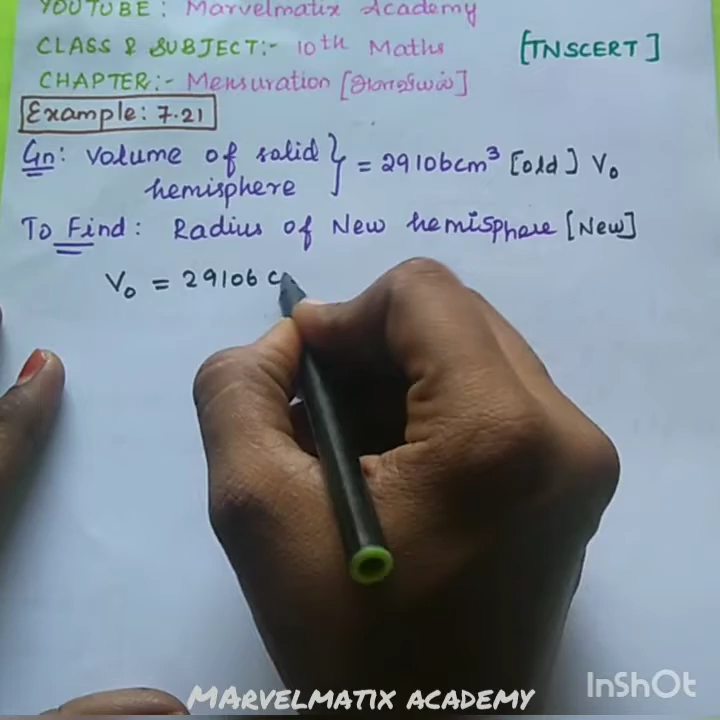 YOUTUBE: Marvelmatix Academy
CLASS & SUBJECT:- 10th Maths [TNSCERT]
CHAPTER:- Mensuration [அளவியல்]
Example: 7.21
Gn: Volume of solid hemisphere } = 29106cm³ [old] V₀
To Find: Radius of New hemisphere [New]
V₀ = 29106 c
MARVELMATIX ACADEMY
InShOt